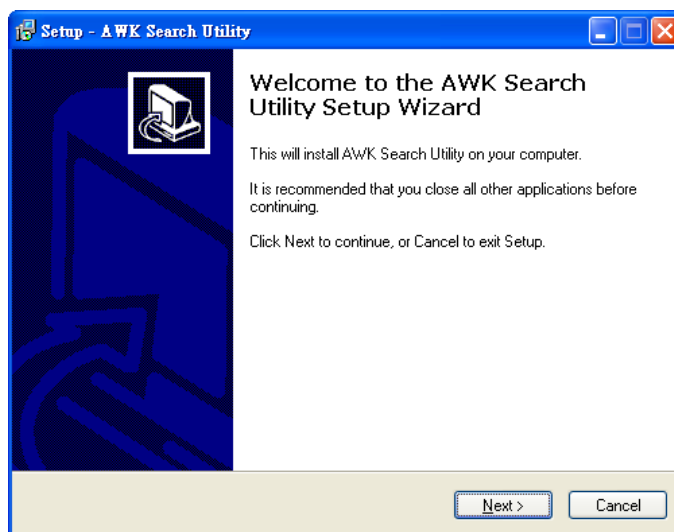 Setup - AWK Search Utility
Welcome to the AWK Search
Utility Setup Wizard
This will install AWK Search Utility on your computer.
It is recommended that you close all other applications before
continuing.
Click Next to continue, or Cancel to exit Setup.
Next >
Cancel